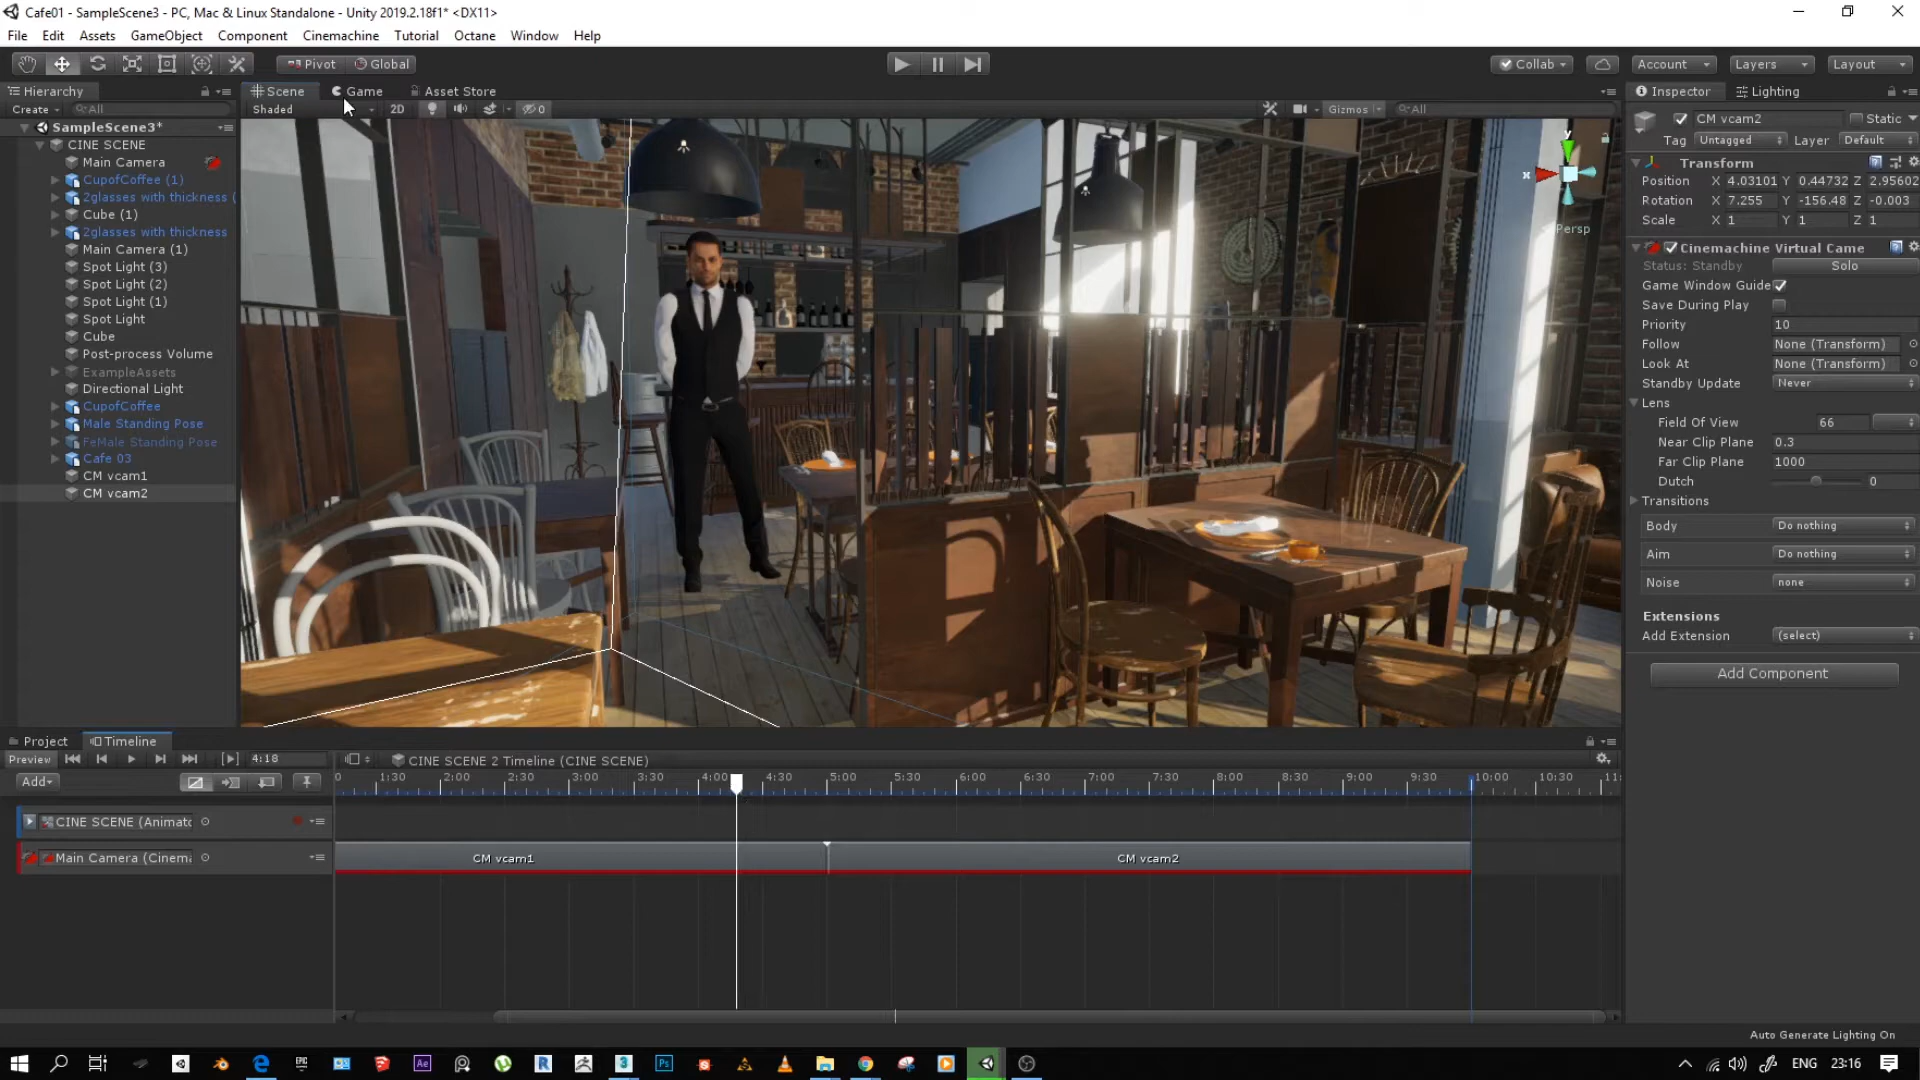 Cafe01 - SampleScene3 - PC, Mac & Linux Standalone - Unity 2019.2.18f1* <DX11>
File Edit Assets GameObject Component Cinemachine Tutorial Octane Window Help
Pivot Global Collab Account Layers Layout
Hierarchy Scene Game Asset Store Inspector Lighting
Create All Shaded 2D 0 Gizmos All
SampleScene3*
CINE SCENE
Main Camera
CupofCoffee (1)
2glasses with thickness (
Cube (1)
2glasses with thickness
Main Camera (1)
Spot Light (3)
Spot Light (2)
Spot Light (1)
Spot Light
Cube
Post-process Volume
ExampleAssets
Directional Light
CupofCoffee
Male Standing Pose
FeMale Standing Pose
Cafe 03
CM vcam1
CM vcam2
y
x
Persp
CM vcam2 Static
Tag Untagged Layer Default
Transform
Position X 4.03101 Y 0.44732 Z 2.95602
Rotation X 7.255 Y -156.48 Z -0.003
Scale X 1 Y 1 Z 1
Cinemachine Virtual Came
Status: Standby Solo
Game Window Guide
Save During Play
Priority 10
Follow None (Transform)
Look At None (Transform)
Standby Update Never
Lens
Field Of View 66
Near Clip Plane 0.3
Far Clip Plane 1000
Dutch 0
Transitions
Body Do nothing
Aim Do nothing
Noise none
Extensions
Add Extension (select)
Add Component
Project Timeline
Preview 4:18 CINE SCENE 2 Timeline (CINE SCENE)
Add 0 1:30 2:00 2:30 3:00 3:30 4:00 4:30 5:00 5:30 6:00 6:30 7:00 7:30 8:00 8:30 9:00 9:30 10:00 10:30 11:
CINE SCENE (Animato
Main Camera (Cinema CM vcam1 CM vcam2
Auto Generate Lighting On
ENG 23:16